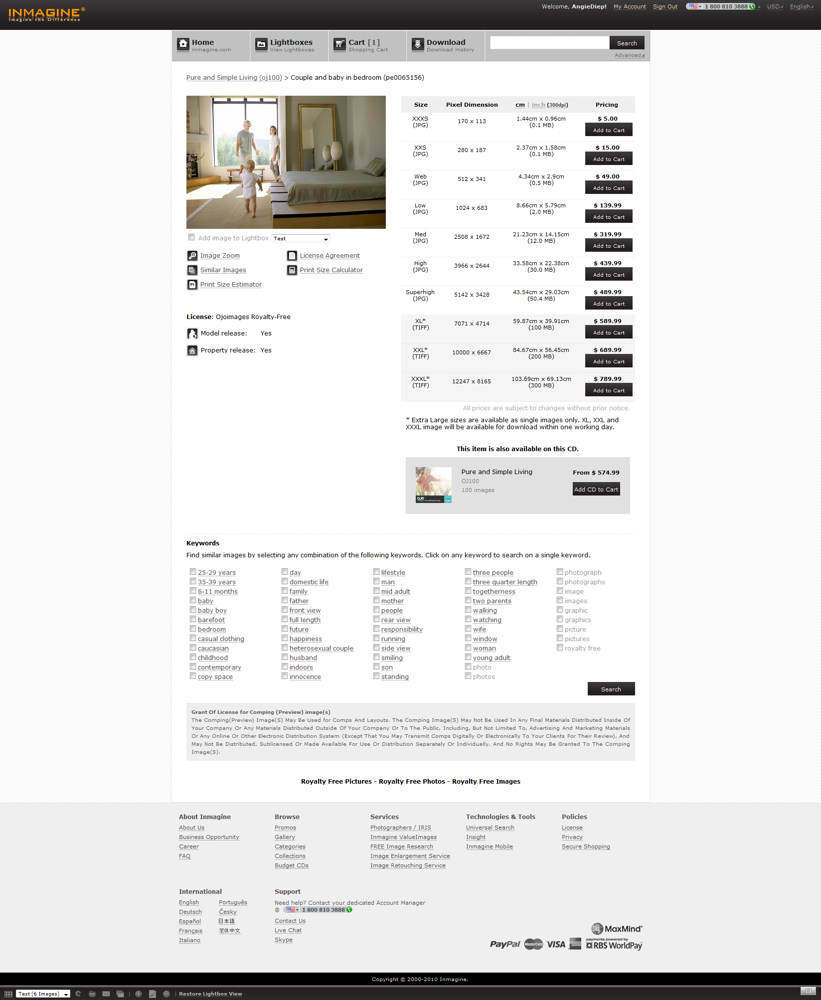 INMAGINE®
Imagine the Difference
Welcome, AngieDiep! My Account Sign Out 1 800 810 3888 USD English
Home
inmagine.com
Lightboxes
View Lightboxes
Cart [1]
Shopping Cart
Download
Download History
Search
Advanced
Pure and Simple Living (oj100) > Couple and baby in bedroom (pe0065156)
Add image to Lightbox Test
Image Zoom License Agreement
Similar Images Print Size Calculator
Print Size Estimator
License: Ojoimages Royalty-Free
Model release: Yes
Property release: Yes
Size Pixel Dimension cm | inch (300dpi) Pricing
XXXS (JPG) 170 x 113 1.44cm x 0.96cm (0.1 MB) $ 5.00 Add to Cart
XXS (JPG) 280 x 187 2.37cm x 1.58cm (0.1 MB) $ 15.00 Add to Cart
Web (JPG) 512 x 341 4.34cm x 2.9cm (0.5 MB) $ 49.00 Add to Cart
Low (JPG) 1024 x 683 8.66cm x 5.79cm (2.0 MB) $ 139.99 Add to Cart
Med (JPG) 2508 x 1672 21.23cm x 14.15cm (12.0 MB) $ 319.99 Add to Cart
High (JPG) 3966 x 2644 33.58cm x 22.38cm (30.0 MB) $ 439.99 Add to Cart
Superhigh (JPG) 5142 x 3428 43.54cm x 29.03cm (50.4 MB) $ 489.99 Add to Cart
XL* (TIFF) 7071 x 4714 59.87cm x 39.91cm (100 MB) $ 589.99 Add to Cart
XXL* (TIFF) 10000 x 6667 84.67cm x 56.45cm (200 MB) $ 689.99 Add to Cart
XXXL* (TIFF) 12247 x 8165 103.69cm x 69.13cm (300 MB) $ 789.99 Add to Cart
All prices are subject to changes without prior notice.
* Extra Large sizes are available as single images only. XL, XXL and
XXXL image will be available for download within one working day.
This item is also available on this CD.
Pure and Simple Living
OJ100
100 images
From $ 574.99
Add CD to Cart
Keywords
Find similar images by selecting any combination of the following keywords. Click on any keyword to search on a single keyword.
25-29 years day lifestyle three people photograph
35-39 years domestic life man three quarter length photographs
6-11 months family mid adult togetherness image
baby father mother two parents images
baby boy front view people walking graphic
barefoot full length rear view watching graphics
bedroom future responsibility wife picture
casual clothing happiness running window pictures
caucasian heterosexual couple side view woman royalty free
childhood husband smiling young adult
contemporary indoors son photo
copy space innocence standing photos
Search
Grant Of License for Comping (Preview) image(s)
The Comping(Preview) Image(S) May Be Used for Comps And Layouts. The Comping Image(S) May Not Be Used In Any Final Materials Distributed Inside Of
Your Company Or Any Materials Distributed Outside Of Your Company Or To The Public, Including, But Not Limited To, Advertising And Marketing Materials
Or Any Online Or Other Electronic Distribution System (Except That You May Transmit Comps Digitally Or Electronically To Your Clients For Their Review), And
May Not Be Distributed, Sublicensed Or Made Available For Use Or Distribution Separately Or Individually, And No Rights May Be Granted To The Comping
Image(S).
Royalty Free Pictures - Royalty Free Photos - Royalty Free Images
About Inmagine Browse Services Technologies & Tools Policies
About Us Promos Photographers / IRIS Universal Search License
Business Opportunity Gallery Inmagine ValueImages Insight Privacy
Career Categories FREE Image Research Inmagine Mobile Secure Shopping
FAQ Collections Image Enlargement Service
Budget CDs Image Retouching Service
International
English Português
Deutsch Česky
Español 日本語
Français 简体中文
Italiano
Support
Need help? Contact your dedicated Account Manager
@ 1 800 810 3888
Contact Us
Live Chat
Skype
MaxMind®
PayPal MasterCard VISA
payments powered by
RBS WorldPay
Copyright © 2000-2010 Inmagine.
Test (6 Images) PDF | | Restore Lightbox View